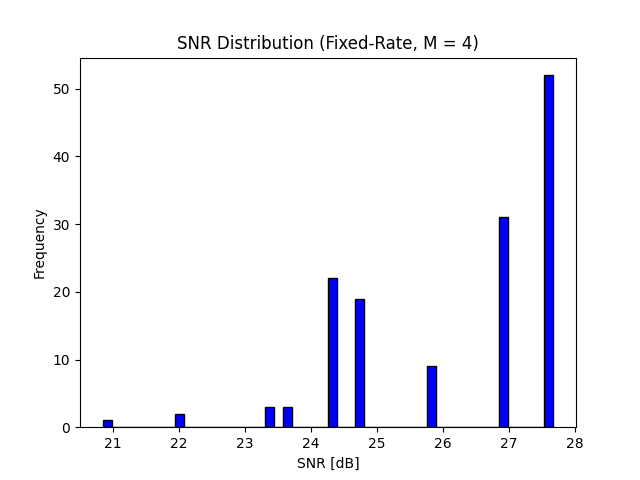 SNR Distribution (Fixed-Rate, M = 4)
50
40
30
20
10
0
Frequency
21 22 23 24 25 26 27 28
SNR [dB]